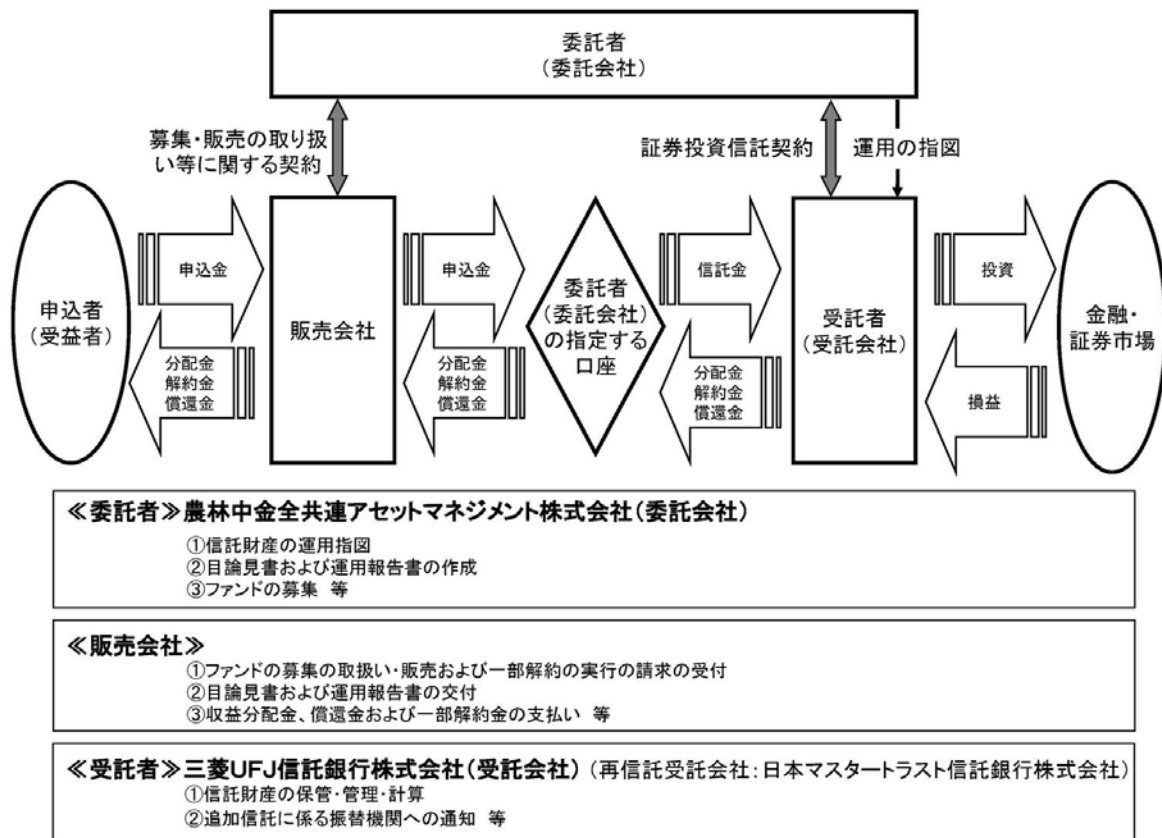 委託者
（委託会社）
募集・販売の取り扱
い等に関する契約
証券投資信託契約
運用の指図
申込者
（受益者）
申込金
分配金
解約金
償還金
販売会社
申込金
分配金
解約金
償還金
委託者
（委託会社）
の指定する
口座
信託金
分配金
解約金
償還金
受託者
（受託会社）
投資
損益
金融・
証券市場
≪委託者≫農林中金全共連アセットマネジメント株式会社（委託会社）
①信託財産の運用指図
②目論見書および運用報告書の作成
③ファンドの募集 等
≪販売会社≫
①ファンドの募集の取扱い・販売および一部解約の実行の請求の受付
②目論見書および運用報告書の交付
③収益分配金、償還金および一部解約金の支払い 等
≪受託者≫三菱UFJ信託銀行株式会社（受託会社）（再信託受託会社：日本マスタートラスト信託銀行株式会社）
①信託財産の保管・管理・計算
②追加信託に係る振替機関への通知 等